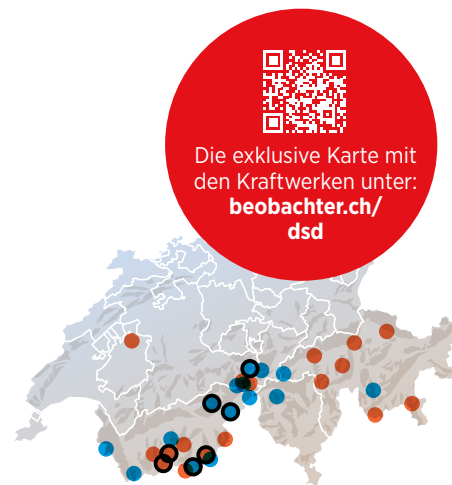 Die exklusive Karte mit
den Kraftwerken unter:
beobachter.ch/
dsd